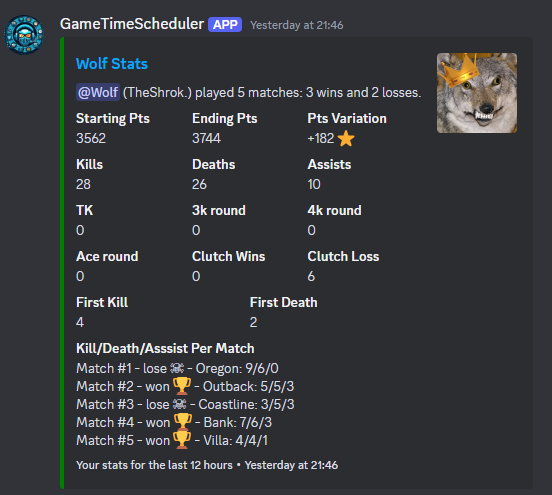 GameTimeScheduler APP Yesterday at 21:46
Wolf Stats
@Wolf (TheShrok.) played 5 matches: 3 wins and 2 losses.
Starting Pts Ending Pts Pts Variation
3562 3744 +182 ⭐
Kills Deaths Assists
28 26 10
TK 3k round 4k round
0 0 0
Ace round Clutch Wins Clutch Loss
0 0 6
First Kill First Death
4 2
Kill/Death/Asssist Per Match
Match #1 - lose ☠ - Oregon: 9/6/0
Match #2 - won 🏆 - Outback: 5/5/3
Match #3 - lose ☠ - Coastline: 3/5/3
Match #4 - won 🏆 - Bank: 7/6/3
Match #5 - won 🏆 - Villa: 4/4/1
Your stats for the last 12 hours • Yesterday at 21:46